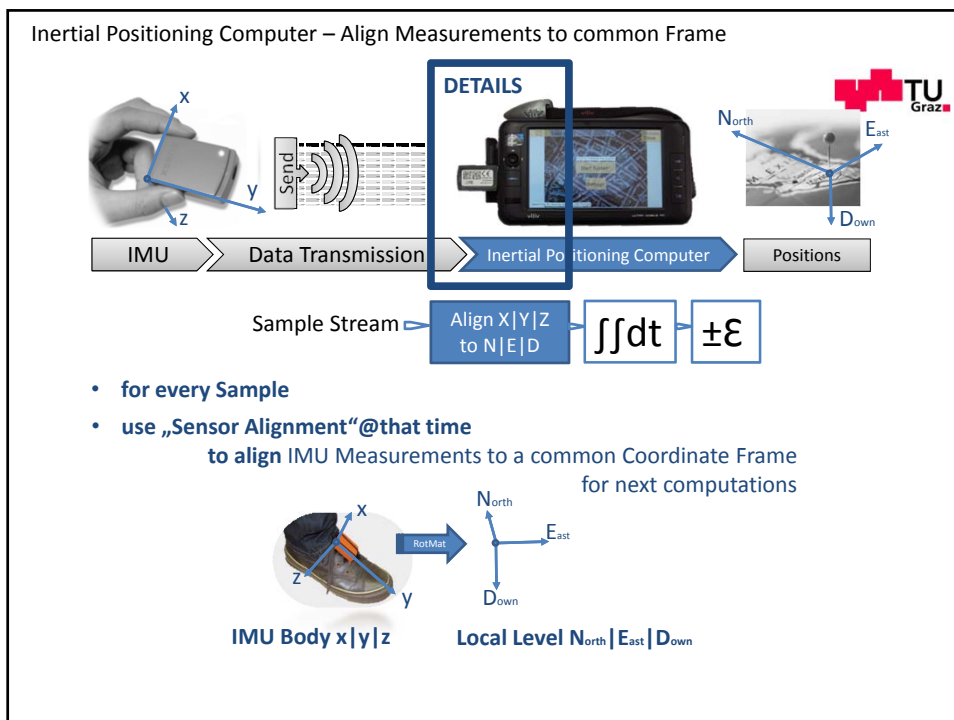 Inertial Positioning Computer – Align Measurements to common Frame
DETAILS
TU
Graz
x
y
z
Send
North
East
Down
IMU
Data Transmission
Inertial Positioning Computer
Positions
Sample Stream
Align X|Y|Z
to N|E|D
∫∫dt
±Ɛ
• for every Sample
• use „Sensor Alignment“@that time
to align IMU Measurements to a common Coordinate Frame
for next computations
x
z
y
RotMat
North
East
Down
IMU Body x|y|z
Local Level North|East|Down